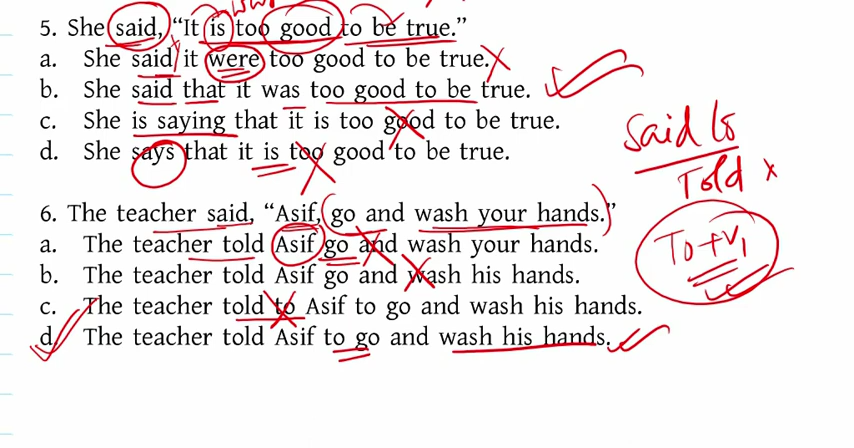 5. She said, “It is too good to be true.”
a. She said it were too good to be true.
b. She said that it was too good to be true.
c. She is saying that it is too good to be true.
d. She says that it is too good to be true.
Said to
Told x
6. The teacher said, “Asif, go and wash your hands.”
a. The teacher told Asif go and wash your hands.
To + V1
b. The teacher told Asif go and wash his hands.
c. The teacher told to Asif to go and wash his hands.
d. The teacher told Asif to go and wash his hands.